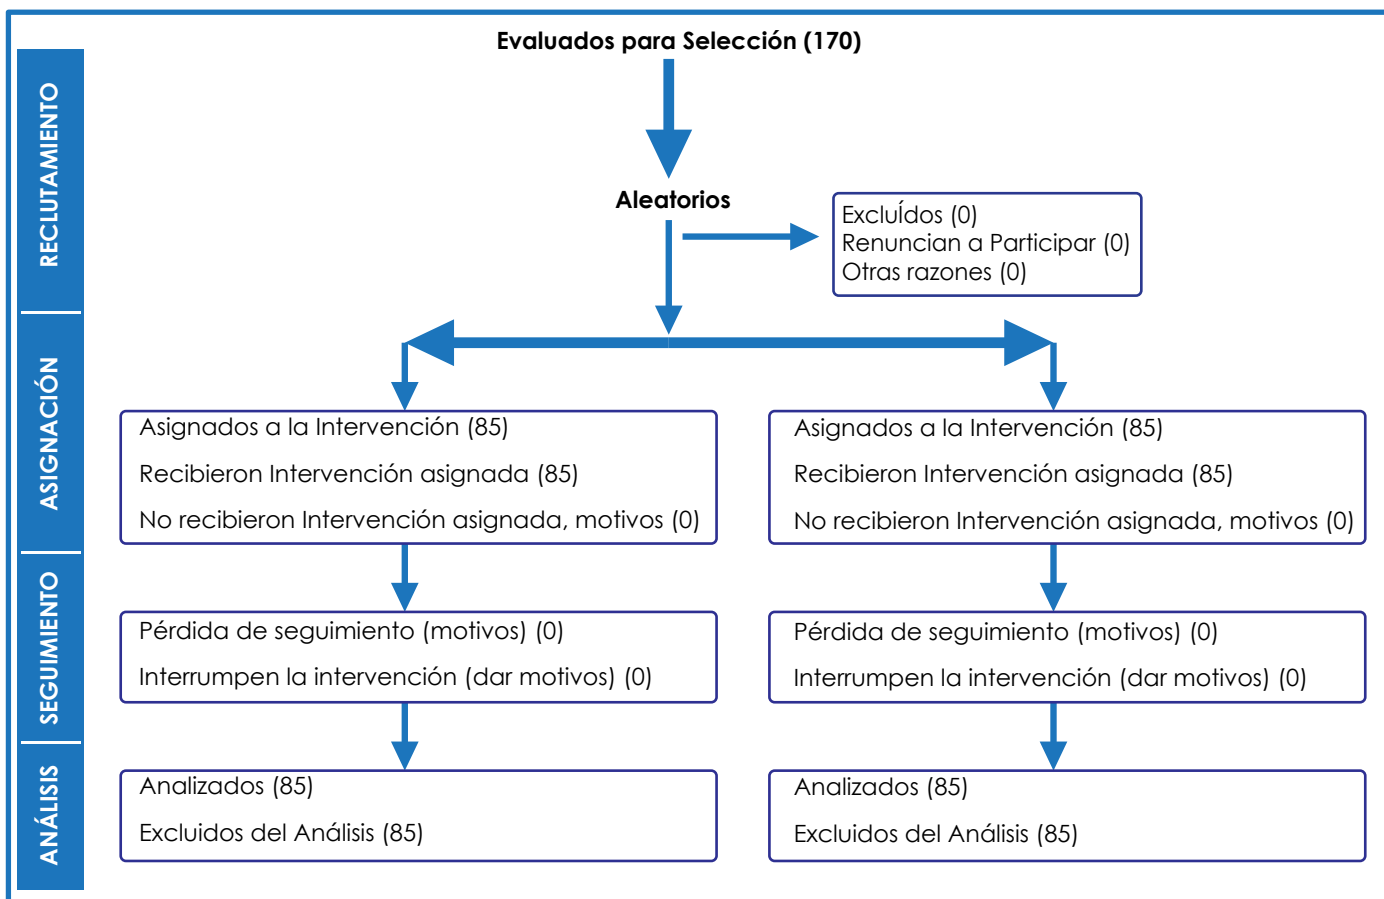 Evaluados para Selección (170)
RECLUTAMIENTO
Aleatorios
ExcluÍdos (0)
Renuncian a Participar (0)
Otras razones (0)
ASIGNACIÓN
Asignados a la Intervención (85)
Recibieron Intervención asignada (85)
No recibieron Intervención asignada, motivos (0)
Asignados a la Intervención (85)
Recibieron Intervención asignada (85)
No recibieron Intervención asignada, motivos (0)
SEGUIMIENTO
Pérdida de seguimiento (motivos) (0)
Interrumpen la intervención (dar motivos) (0)
Pérdida de seguimiento (motivos) (0)
Interrumpen la intervención (dar motivos) (0)
ANÁLISIS
Analizados (85)
Excluidos del Análisis (85)
Analizados (85)
Excluidos del Análisis (85)